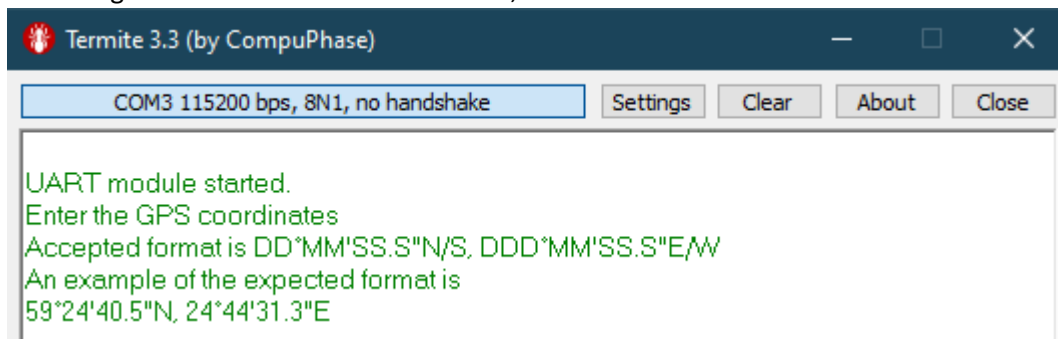 Termite 3.3 (by CompuPhase)
COM3 115200 bps, 8N1, no handshake Settings Clear About Close
UART module started.
Enter the GPS coordinates
Accepted format is DD°MM'SS.S"N/S, DDD°MM'SS.S"E/W
An example of the expected format is
59°24'40.5"N, 24°44'31.3"E